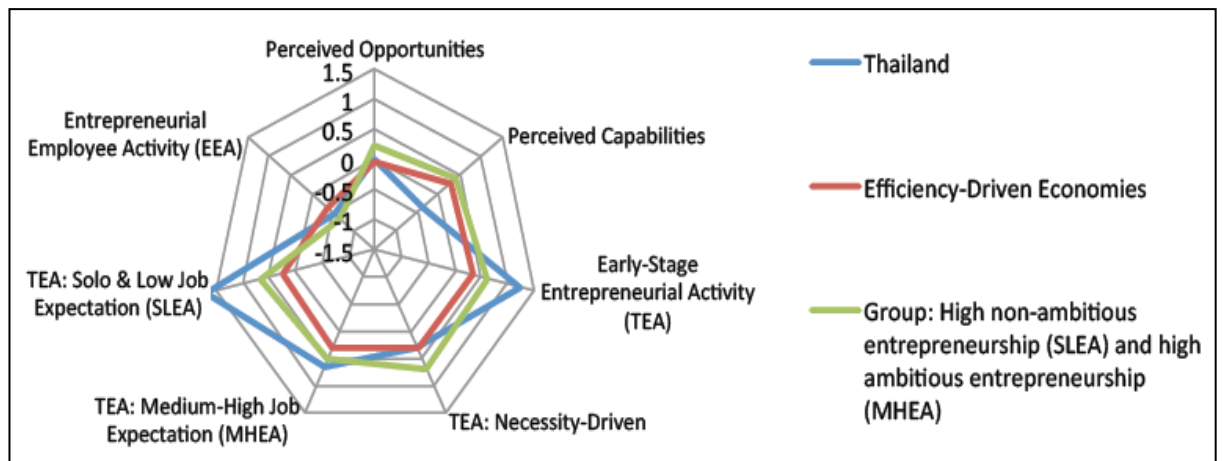 Perceived Opportunities
1.5
1
0.5
0
-0.5
-1
-1.5
Perceived Capabilities
Early-Stage
Entrepreneurial Activity
(TEA)
TEA: Necessity-Driven
TEA: Medium-High Job
Expectation (MHEA)
TEA: Solo & Low Job
Expectation (SLEA)
Entrepreneurial
Employee Activity (EEA)
Thailand
Efficiency-Driven Economies
Group: High non-ambitious
entrepreneurship (SLEA) and high
ambitious entrepreneurship
(MHEA)